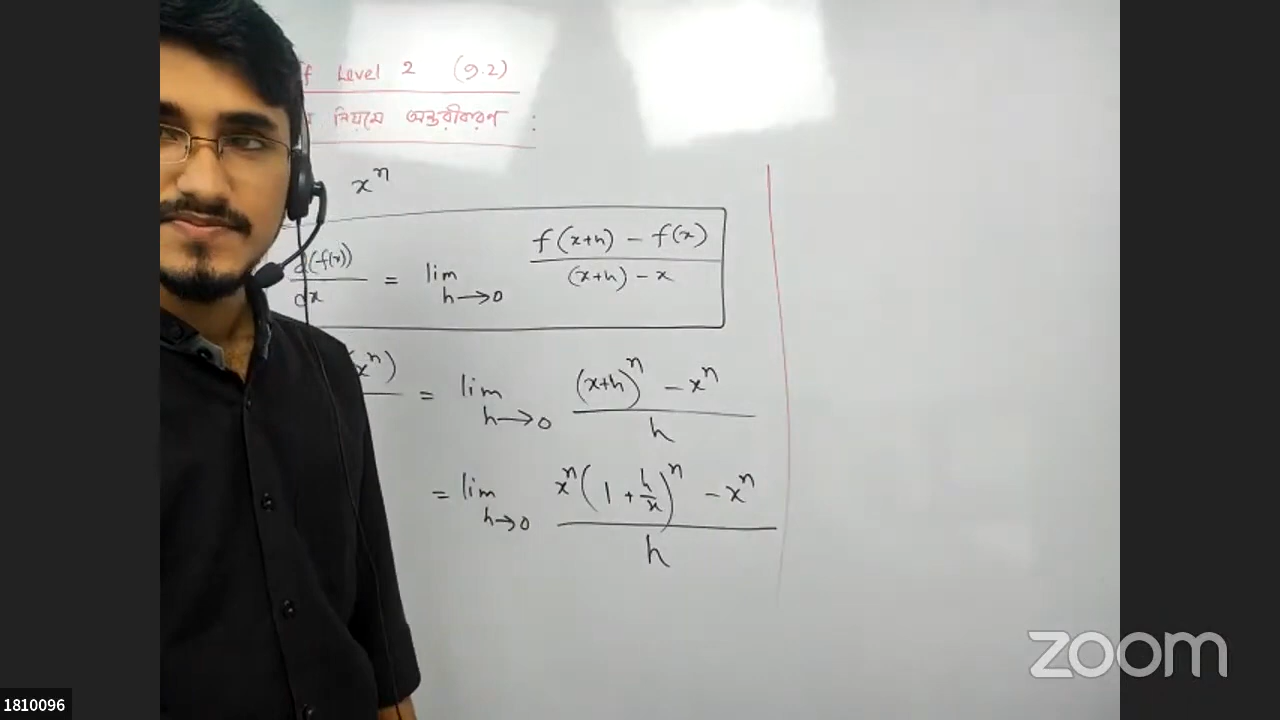 f Level 2 (9.2)
নিয়মে অন্তরীকরণ :
xⁿ
d(f(x))/dx = lim h→0 f(x+h) − f(x) / (x+h) − x
(xⁿ) = lim h→0 (x+h)ⁿ − xⁿ / h
= lim h→0 xⁿ(1 + h/x)ⁿ − xⁿ / h
zoom
1810096